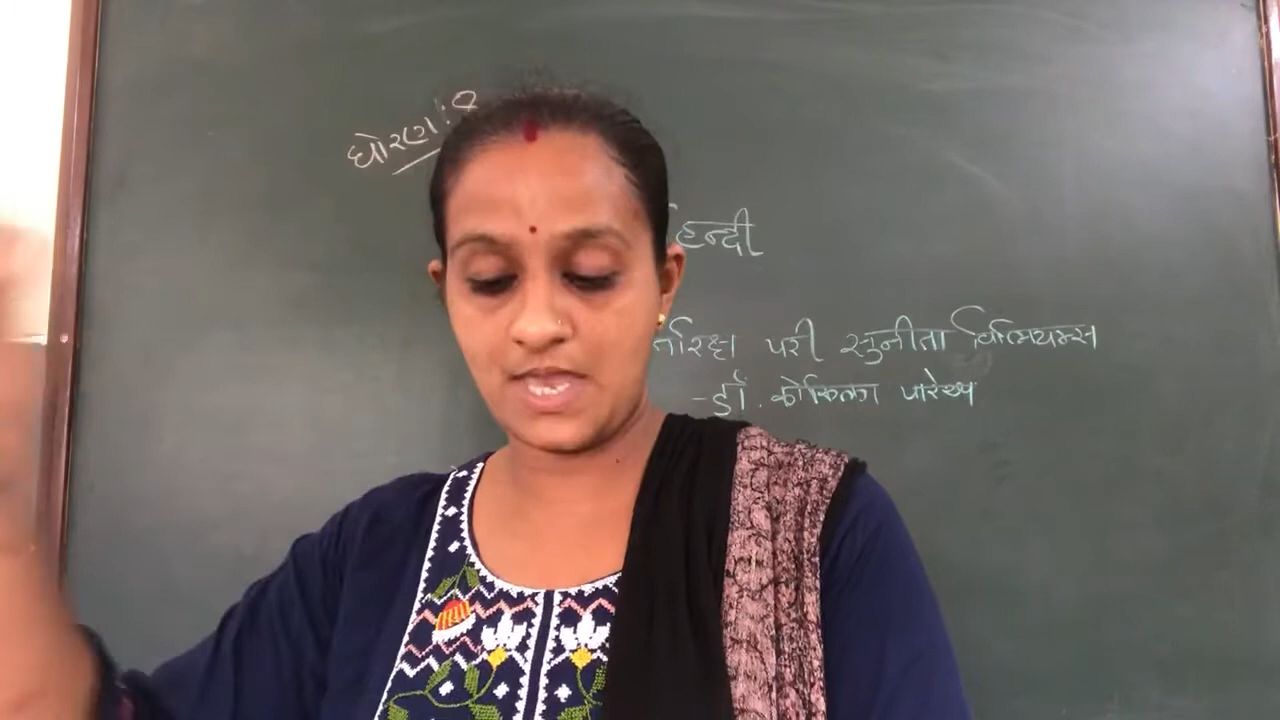 ધોરણ:
हिन्दी
परी सुनीता विलियम्स
-डॉ. कोकिला पारेख